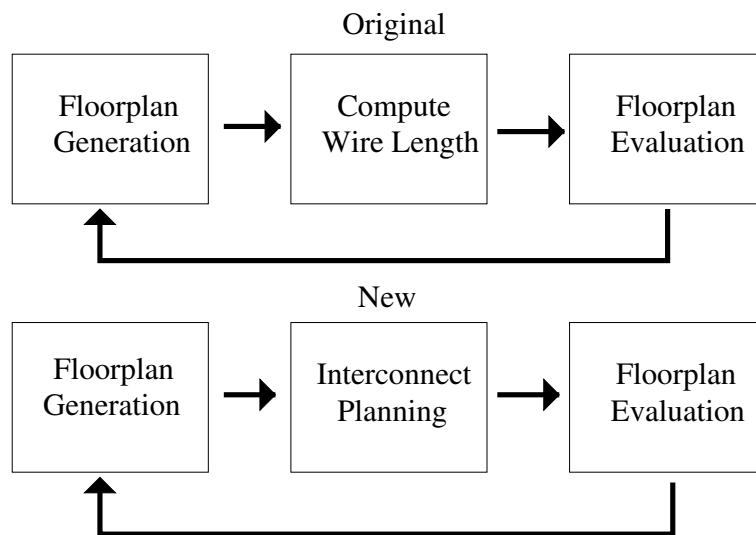 Original
Floorplan
Generation
Compute
Wire Length
Floorplan
Evaluation
New
Floorplan
Generation
Interconnect
Planning
Floorplan
Evaluation